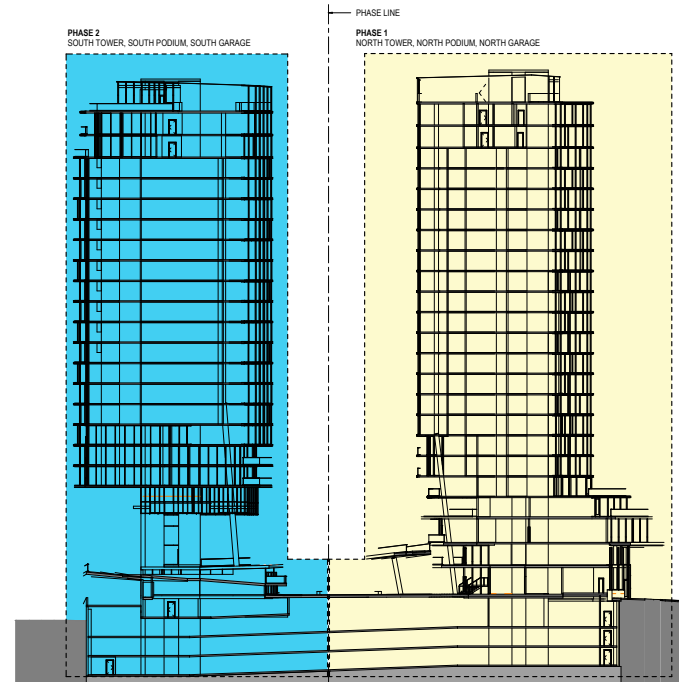 PHASE LINE
PHASE 2
SOUTH TOWER, SOUTH PODIUM, SOUTH GARAGE
PHASE 1
NORTH TOWER, NORTH PODIUM, NORTH GARAGE